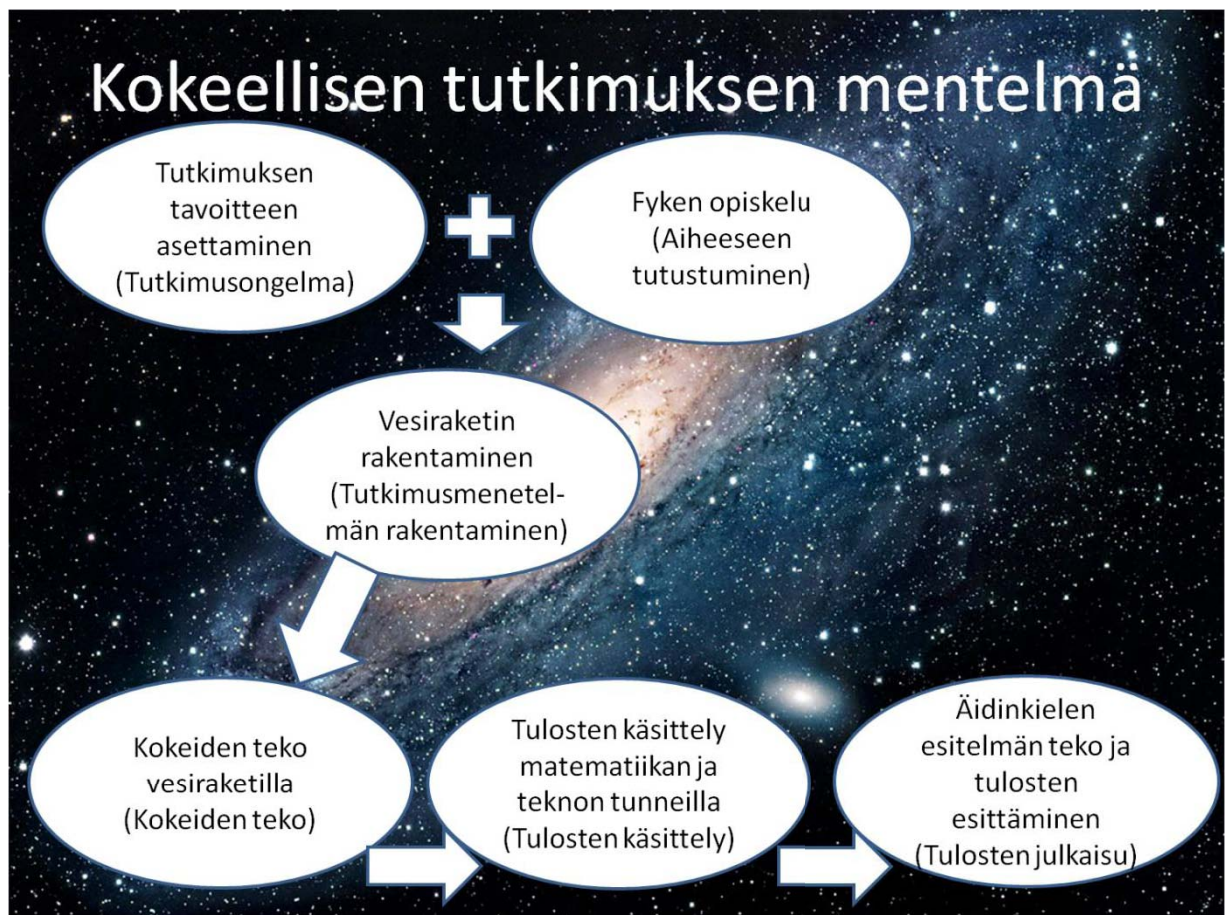 Kokeellisen tutkimuksen mentelmä
Tutkimuksen
tavoitteen
asettaminen
(Tutkimusongelma)
Fyken opiskelu
(Aiheeseen
tutustuminen)
Vesiraketin
rakentaminen
(Tutkimusmenetel-
män rakentaminen)
Kokeiden teko
vesiraketilla
(Kokeiden teko)
Tulosten käsittely
matematiikan ja
teknon tunneilla
(Tulosten käsittely)
Äidinkielen
esitelmän teko ja
tulosten
esittäminen
(Tulosten julkaisu)